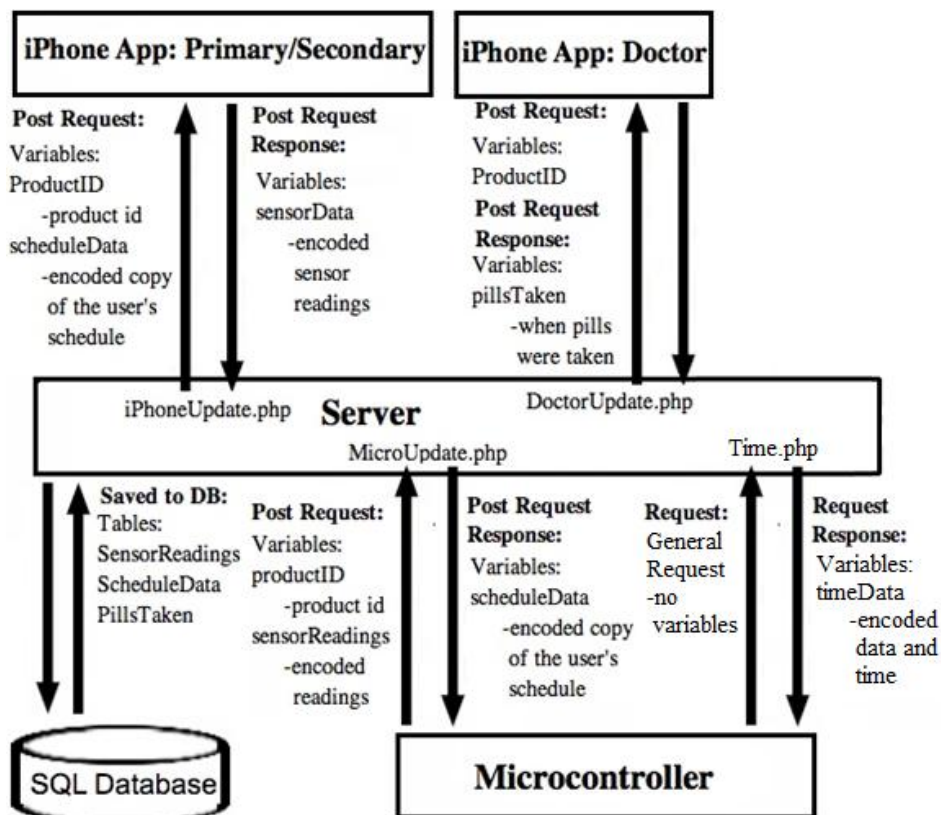 iPhone App: Primary/Secondary
iPhone App: Doctor
Post Request:
Variables:
ProductID
-product id
scheduleData
-encoded copy
of the user's
schedule
Post Request
Response:
Variables:
sensorData
-encoded
sensor
readings
Post Request:
Variables:
ProductID
Post Request
Response:
Variables:
pillsTaken
-when pills
were taken
iPhoneUpdate.php
Server
DoctorUpdate.php
MicroUpdate.php
Time.php
Saved to DB:
Tables:
SensorReadings
ScheduleData
PillsTaken
Post Request:
Variables:
productID
-product id
sensorReadings
-encoded
readings
Post Request
Response:
Variables:
scheduleData
-encoded copy
of the user's
schedule
Request:
General
Request
-no
variables
Request
Response:
Variables:
timeData
-encoded
data and
time
SQL Database
Microcontroller